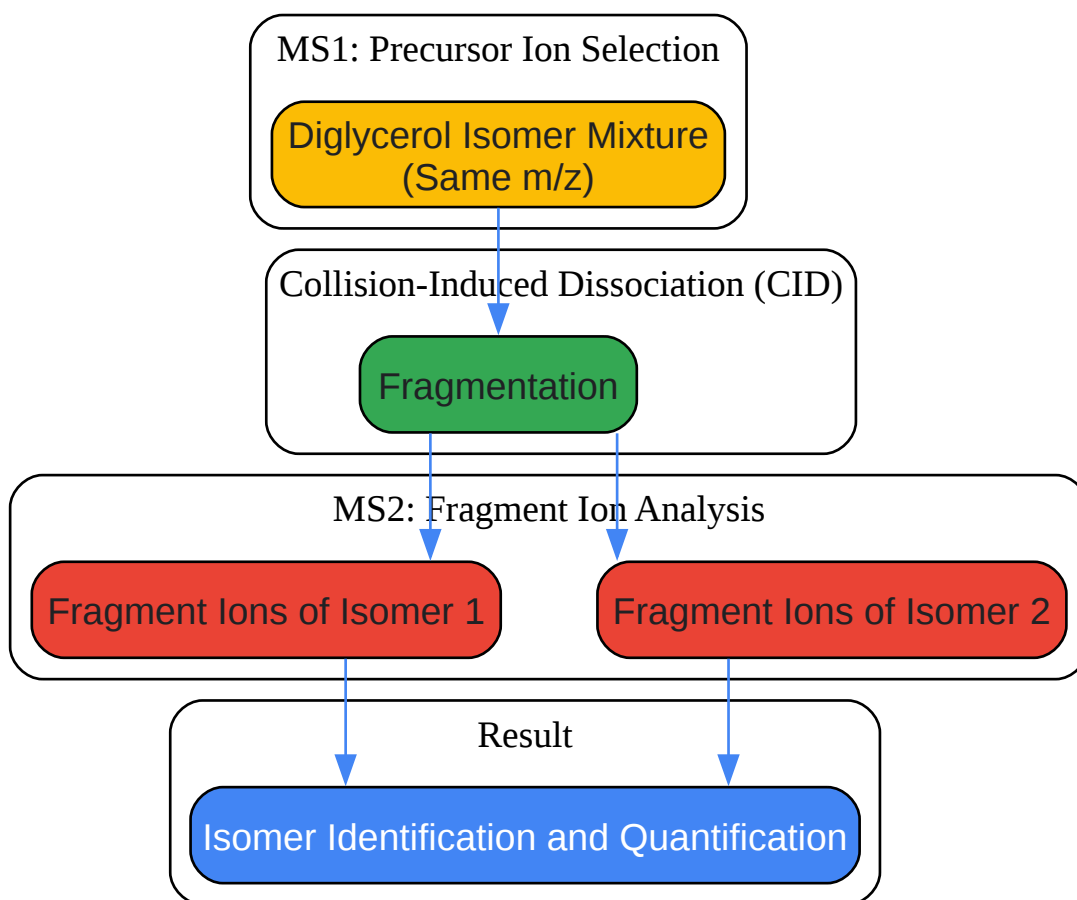 MS1: Precursor Ion Selection
Diglycerol Isomer Mixture
(Same m/z)
Collision-Induced Dissociation (CID)
Fragmentation
MS2: Fragment Ion Analysis
Fragment Ions of Isomer 1
Fragment Ions of Isomer 2
Result
Isomer Identification and Quantification